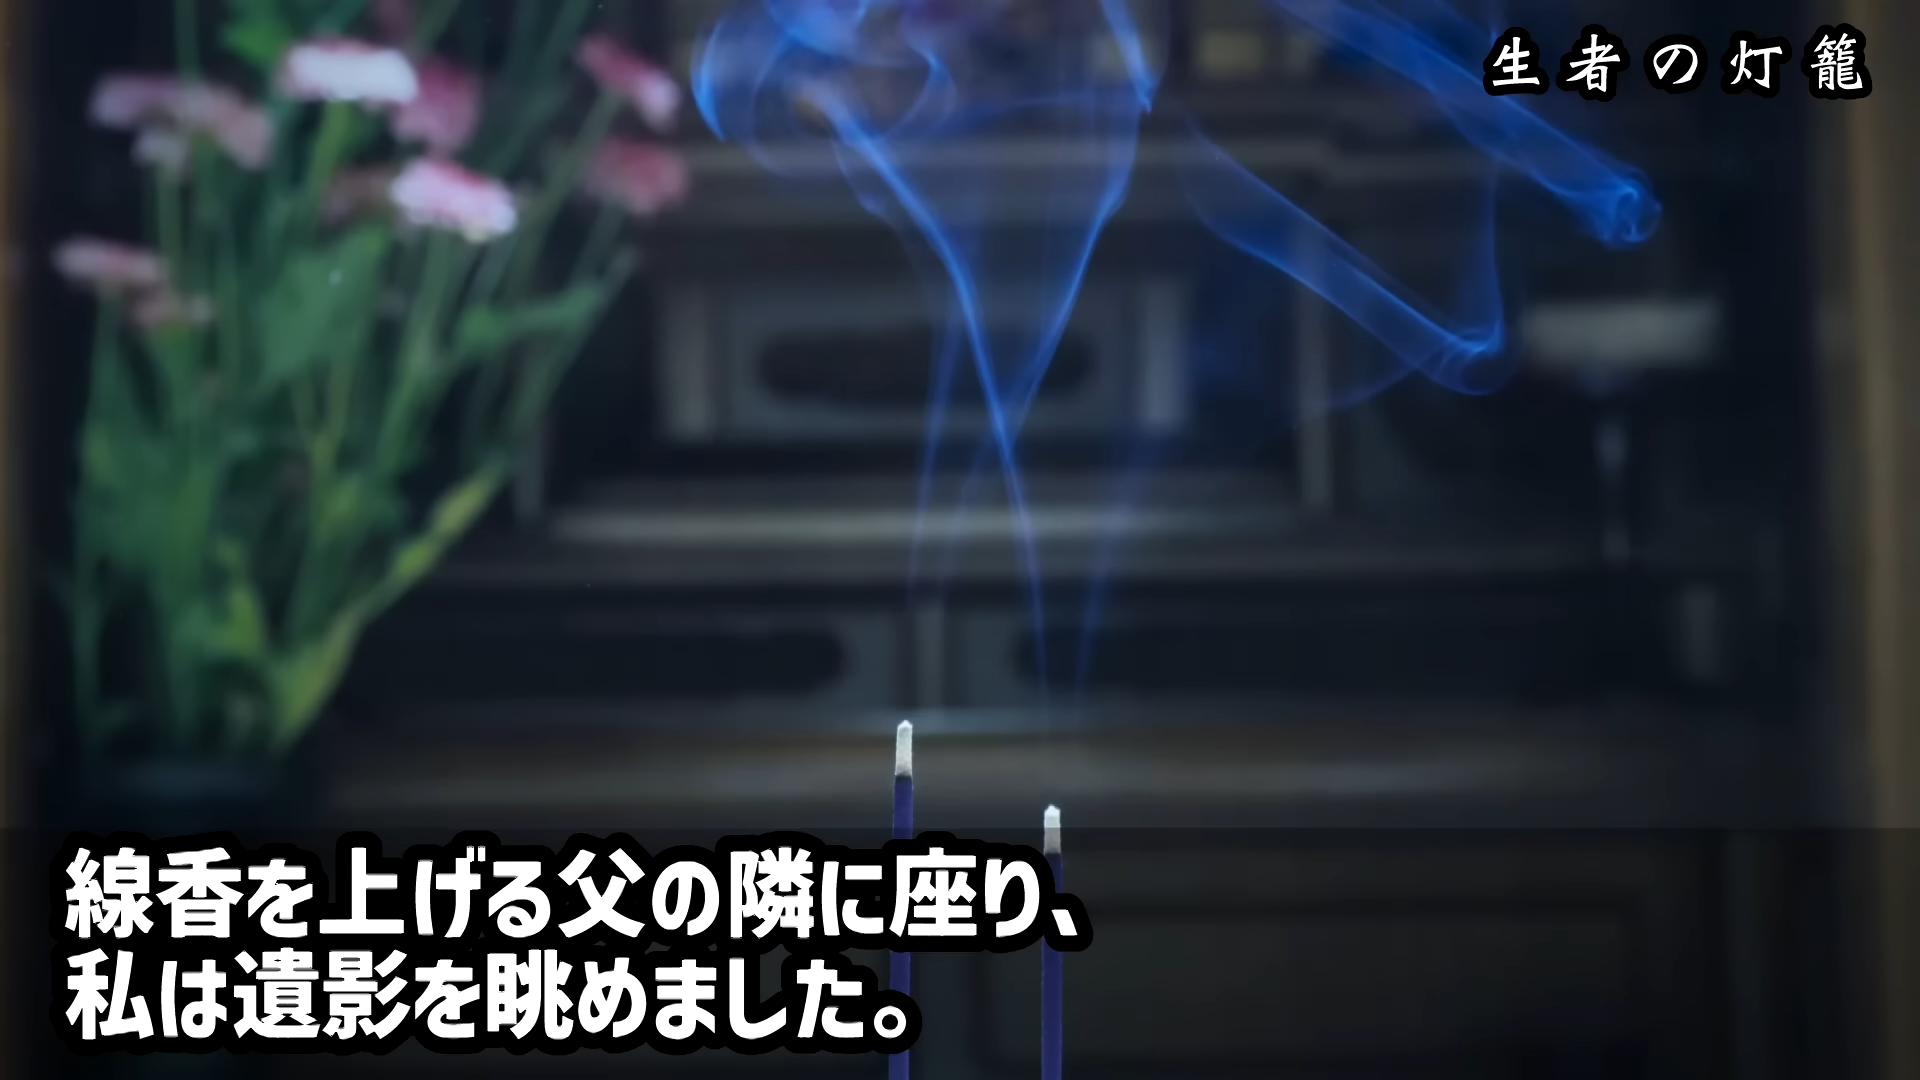 生者の灯籠
線香を上げる父の隣に座り、
私は遺影を眺めました。